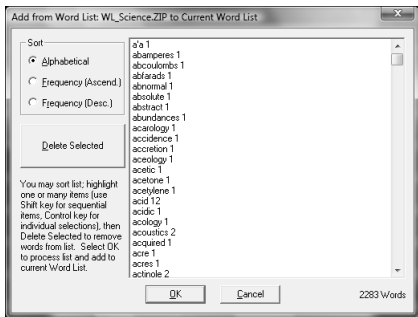 Add from Word List: WL_Science.ZIP to Current Word List
Sort
Alphabetical
Frequency (Ascend.)
Frequency (Desc.)
Delete Selected
You may sort list; highlight
one or many items (use
Shift key for sequential
items, Control key for
individual selections), then
Delete Selected to remove
words from list. Select OK
to process list and add to
current Word List.
a'a 1
abamperes 1
abcoulombs 1
abfarads 1
abnormal 1
absolute 1
abstract 1
abundances 1
acarology 1
accidence 1
accretion 1
aceology 1
acetic 1
acetone 1
acetylene 1
acid 12
acidic 1
acology 1
acoustics 2
acquired 1
acre 1
acres 1
actinole 2
OK
Cancel
2283 Words